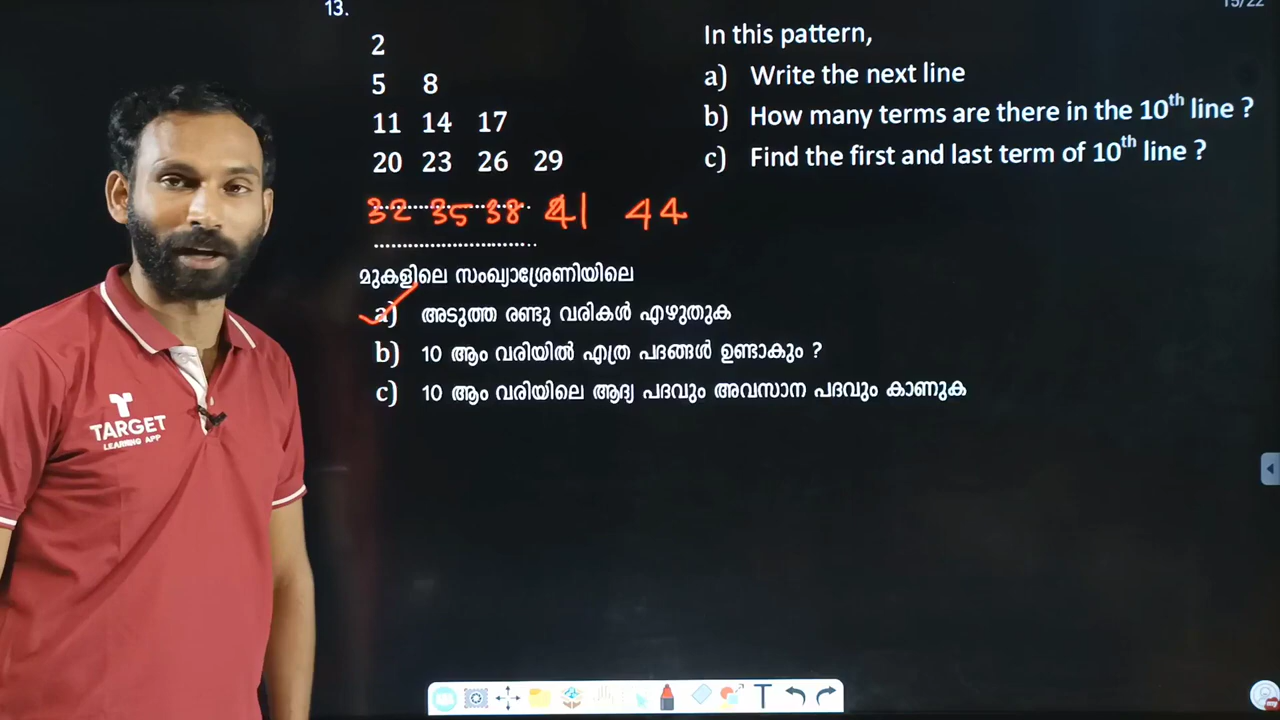 13.
15/22
2
5 8
11 14 17
20 23 26 29
32 35 38 41 44
In this pattern,
a) Write the next line
b) How many terms are there in the 10th line ?
c) Find the first and last term of 10th line ?
മുകളിലെ സംഖ്യാശ്രേണിയിലെ
a) അടുത്ത രണ്ടു വരികൾ എഴുതുക
b) 10 ആം വരിയിൽ എത്ര പദങ്ങൾ ഉണ്ടാകും ?
c) 10 ആം വരിയിലെ ആദ്യ പദവും അവസാന പദവും കാണുക
TARGET
LEARNING APP
T